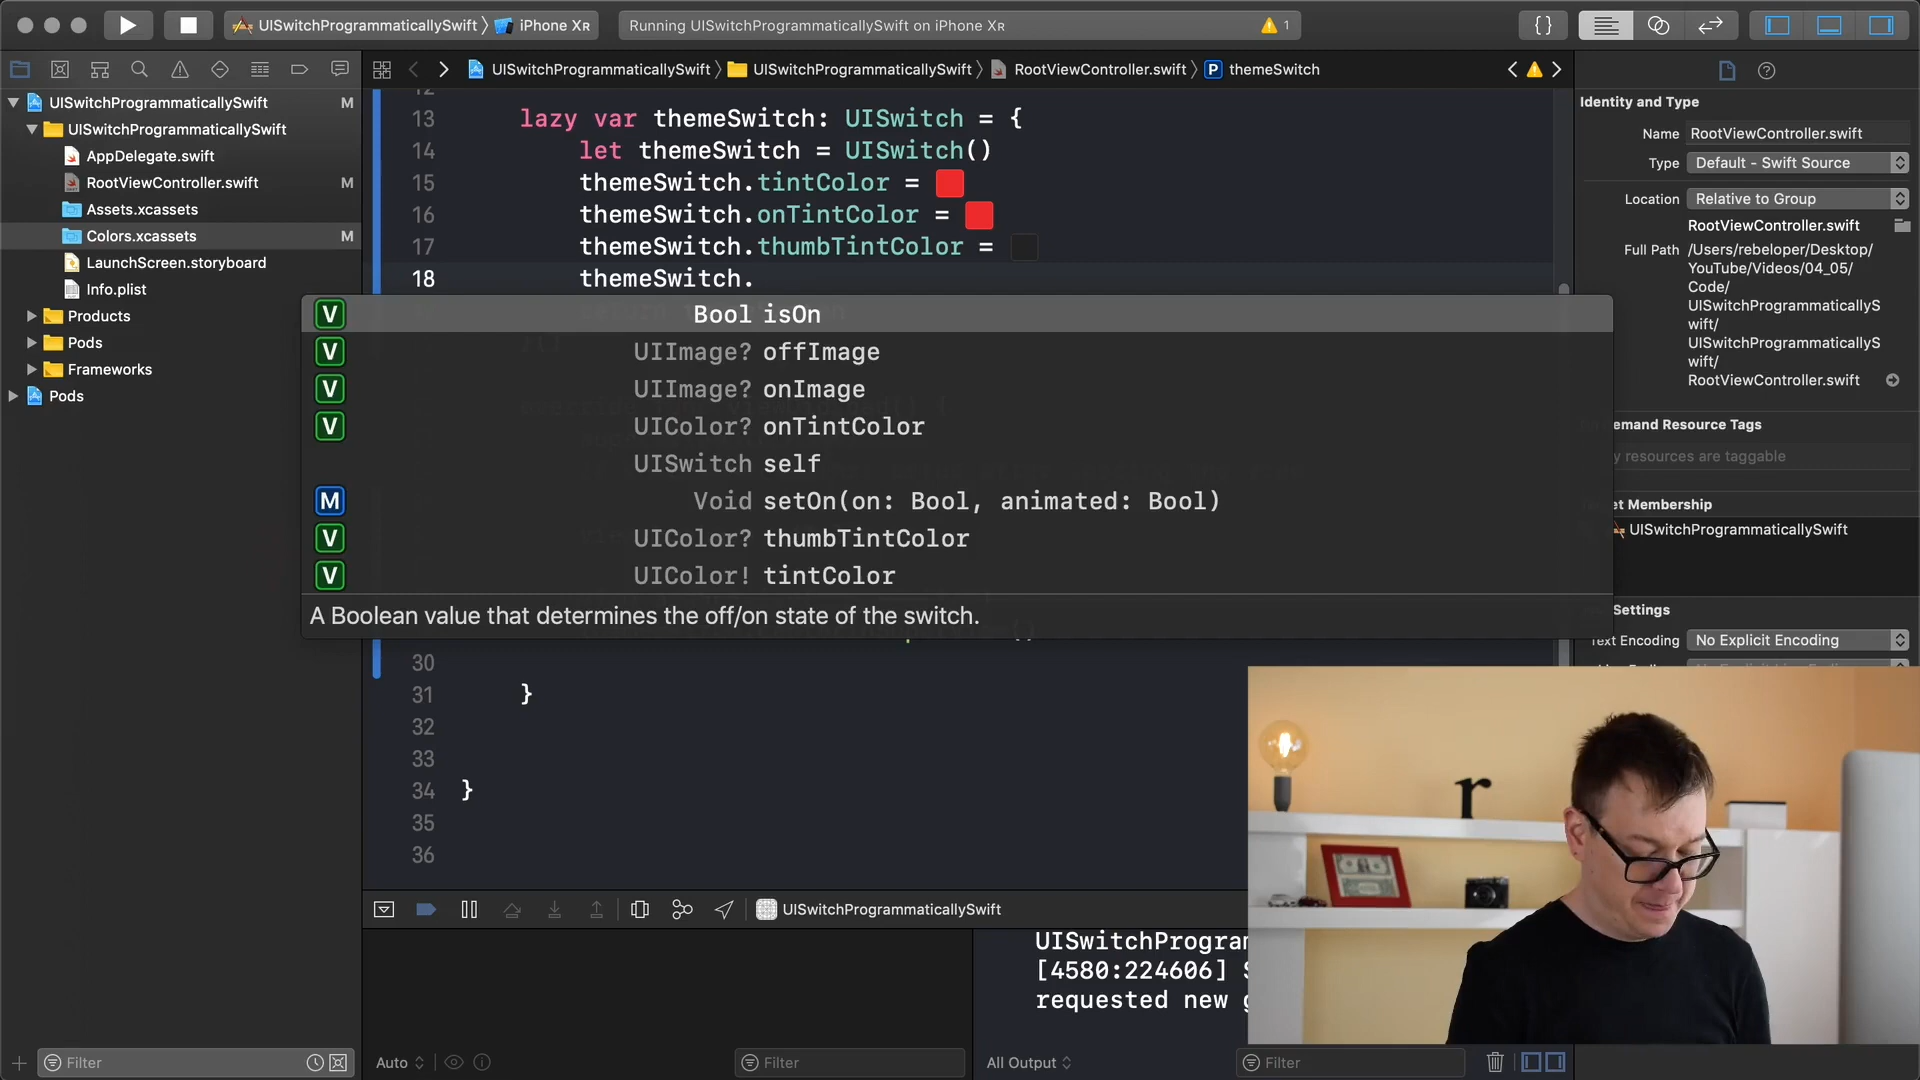 UISwitchProgrammaticallySwift
iPhone XR
Running UISwitchProgrammaticallySwift on iPhone XR
1
{ }
UISwitchProgrammaticallySwift
RootViewController.swift
P themeSwitch
UISwitchProgrammaticallySwift
UISwitchProgrammaticallySwift M
UISwitchProgrammaticallySwift
AppDelegate.swift
RootViewController.swift M
Assets.xcassets
Colors.xcassets M
LaunchScreen.storyboard
Info.plist
Products
Pods
Frameworks
Pods
Filter
12
13 lazy var themeSwitch: UISwitch = {
14 let themeSwitch = UISwitch()
15 themeSwitch.tintColor =
16 themeSwitch.onTintColor =
17 themeSwitch.thumbTintColor =
18 themeSwitch.
V Bool isOn
V UIImage? offImage
V UIImage? onImage
V UIColor? onTintColor
UISwitch self
M Void setOn(on: Bool, animated: Bool)
V UIColor? thumbTintColor
V UIColor! tintColor
A Boolean value that determines the off/on state of the switch.
30
31 }
32
33
34 }
35
36
UISwitchProgrammaticallySwift
UISwitchProgra
[4580:224606]
requested new
Auto
Filter
All Output
Filter
Identity and Type
Name RootViewController.swift
Type Default - Swift Source
Location Relative to Group
RootViewController.swift
Full Path /Users/rebeloper/Desktop/
YouTube/Videos/04_05/
Code/
UISwitchProgrammaticallyS
wift/
UISwitchProgrammaticallyS
wift/
RootViewController.swift
emand Resource Tags
y resources are taggable
et Membership
UISwitchProgrammaticallySwift
Settings
Text Encoding No Explicit Encoding
r